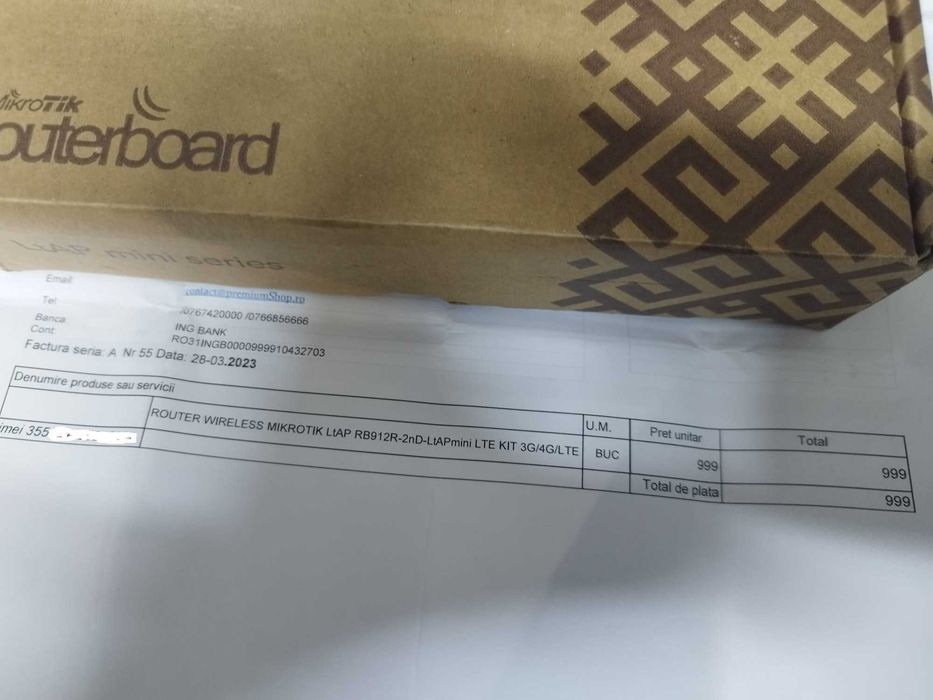 MikroTik
outerboard
LtAP mini series
Email
contact@premiumShop.ro
Tel
/0767420000 /0766856666
Banca
ING BANK
Cont
RO31INGB0000999910432703
Factura seria: A Nr 55 Data: 28-03.2023
Denumire produse sau servicii
U.M.
Pret unitar
Total
imei 355
ROUTER WIRELESS MIKROTIK LtAP RB912R-2nD-LtAPmini LTE KIT 3G/4G/LTE
BUC
999
999
Total de plata
999